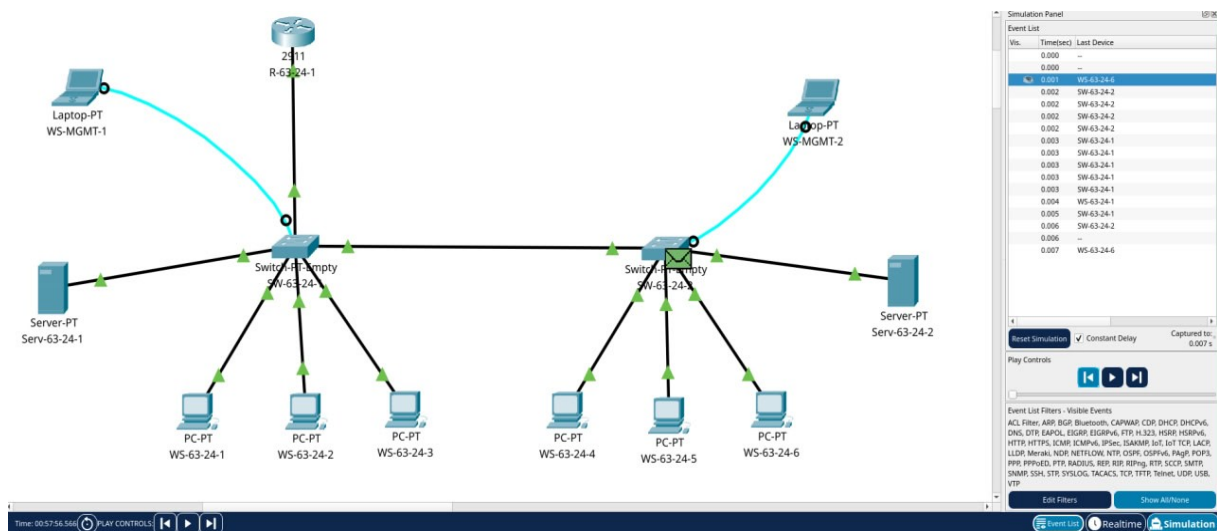 2911
R-63-24-1
Laptop-PT
WS-MGMT-1
Laptop-PT
WS-MGMT-2
Switch-PT-Empty
SW-63-24-
Switch-PT-Empty
SW-63-24-2
Server-PT
Serv-63-24-1
Server-PT
Serv-63-24-2
PC-PT
WS-63-24-1
PC-PT
WS-63-24-2
PC-PT
WS-63-24-3
PC-PT
WS-63-24-4
PC-PT
WS-63-24-5
PC-PT
WS-63-24-6
Simulation Panel
Event List
Vis. Time(sec) Last Device
0.000 --
0.000 --
0.001 WS-63-24-6
0.002 SW-63-24-2
0.002 SW-63-24-2
0.002 SW-63-24-2
0.002 SW-63-24-2
0.003 SW-63-24-1
0.003 SW-63-24-1
0.003 SW-63-24-1
0.003 SW-63-24-1
0.003 SW-63-24-1
0.004 WS-63-24-1
0.005 SW-63-24-1
0.006 SW-63-24-2
0.006 --
0.007 WS-63-24-6
Reset Simulation Constant Delay Captured to:
0.007 s
Play Controls
Event List Filters - Visible Events
ACL Filter, ARP, BGP, Bluetooth, CAPWAP, CDP, DHCP, DHCPv6,
DNS, DTP, EAPOL, EIGRP, EIGRPv6, FTP, H.323, HSRP, HSRPv6,
HTTP, HTTPS, ICMP, ICMPv6, IPSec, ISAKMP, IoT, IoT TCP, LACP,
LLDP, Meraki, NDP, NETFLOW, NTP, OSPF, OSPFv6, PAgP, POP3,
PPP, PPPoED, PTP, RADIUS, REP, RIP, RIPng, RTP, SCCP, SMTP,
SNMP, SSH, STP, SYSLOG, TACACS, TCP, TFTP, Telnet, UDP, USB,
VTP
Edit Filters Show All/None
Time: 00:57:56.566 PLAY CONTROLS: Event List Realtime Simulation